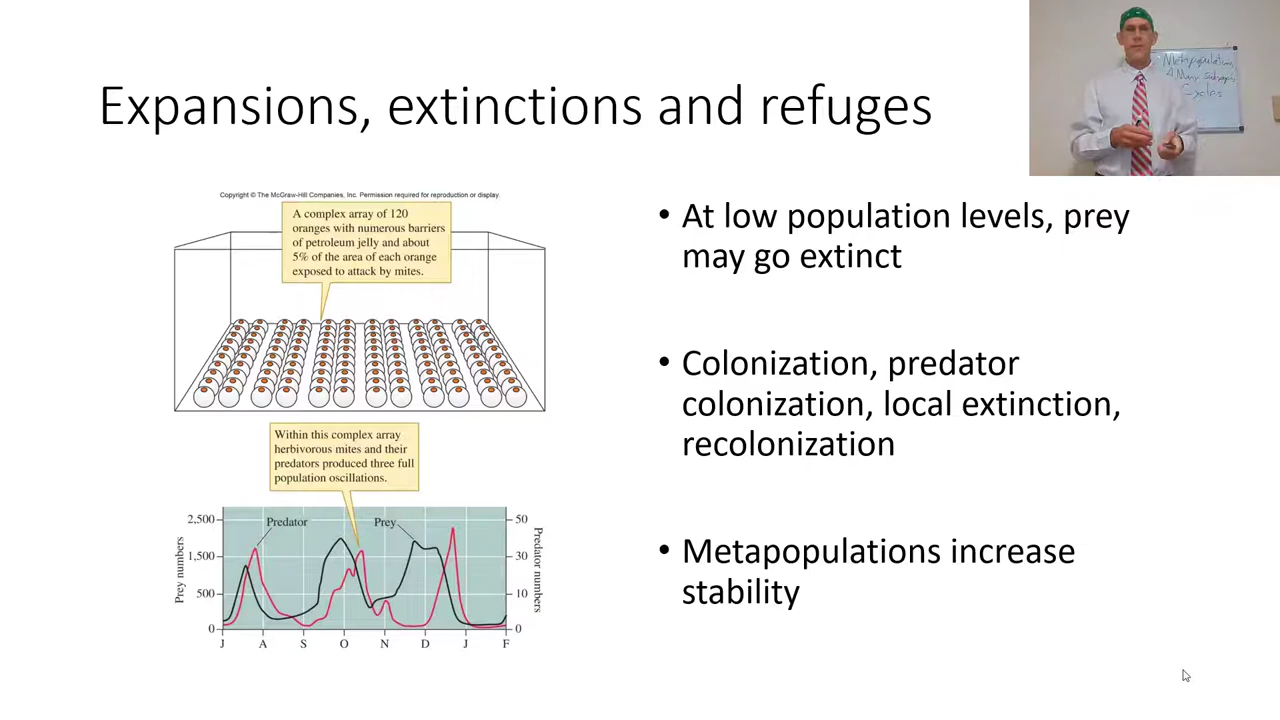 Expansions, extinctions and refuges
Metapopulations
Cycles
Copyright © The McGraw-Hill Companies, Inc. Permission required for reproduction or display.
A complex array of 120
oranges with numerous barriers
of petroleum jelly and about
5% of the area of each orange
exposed to attack by mites.
Within this complex array
herbivorous mites and their
predators produced three full
population oscillations.
Predator
Prey
Prey numbers
2,500
1,500
500
0
50
30
10
0
Predator numbers
J A S O N D J F
• At low population levels, prey
may go extinct
• Colonization, predator
colonization, local extinction,
recolonization
• Metapopulations increase
stability